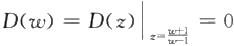 D(w) = D(z)|_{z=\frac{w+1}{w-1}} = 0